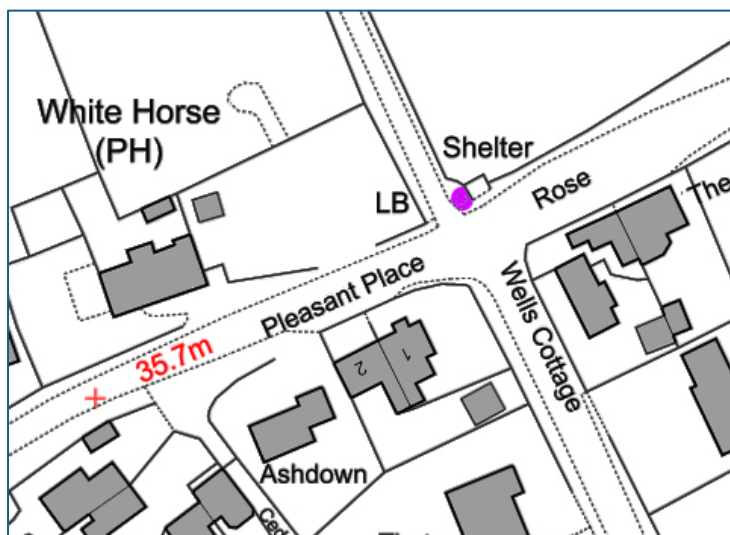 White Horse
(PH)
Shelter
LB
Rose
The
Pleasant Place
Wells Cottage
35.7m
1
2
Ashdown